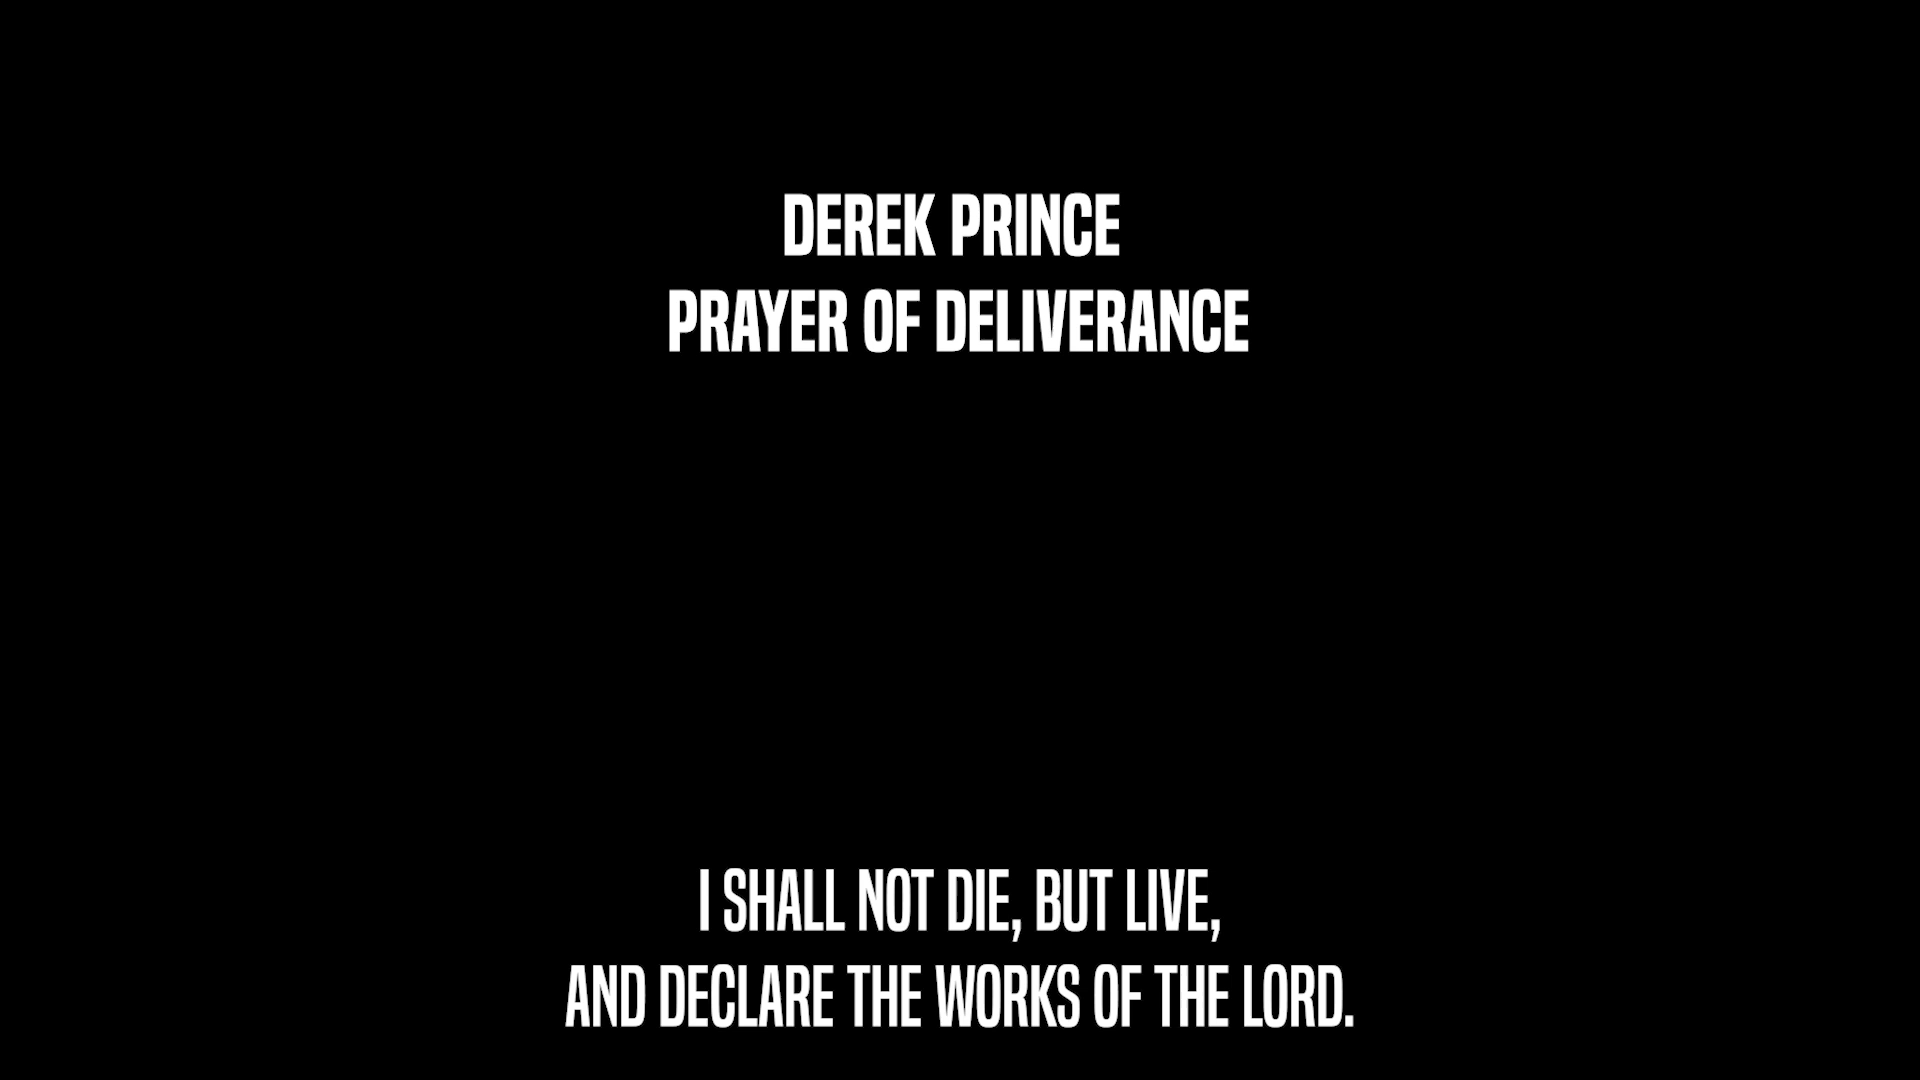 DEREK PRINCE
PRAYER OF DELIVERANCE
I SHALL NOT DIE, BUT LIVE,
AND DECLARE THE WORKS OF THE LORD.